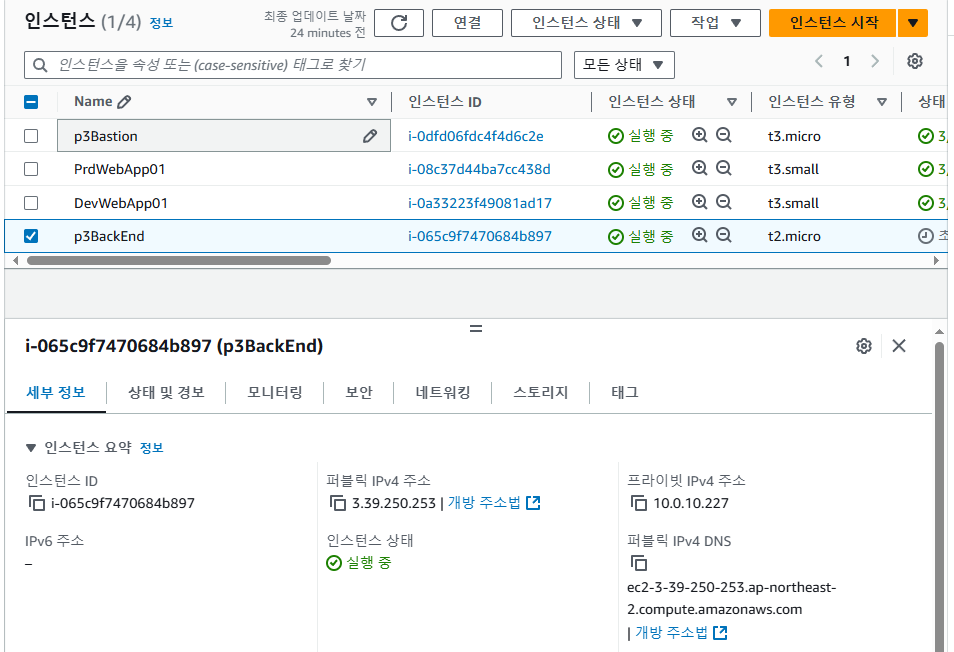 인스턴스 (1/4) 정보
최종 업데이트 날짜
24 minutes 전
연결
인스턴스 상태
작업
인스턴스 시작
인스턴스을 속성 또는 (case-sensitive) 태그로 찾기
모든 상태
1
Name 인스턴스 ID 인스턴스 상태 인스턴스 유형 상태
p3Bastion i-0dfd06fdc4f4d6c2e 실행 중 t3.micro 3
PrdWebApp01 i-08c37d44ba7cc438d 실행 중 t3.small 3
DevWebApp01 i-0a33223f49081ad17 실행 중 t3.small 3
p3BackEnd i-065c9f7470684b897 실행 중 t2.micro 초
i-065c9f7470684b897 (p3BackEnd)
세부 정보 상태 및 경보 모니터링 보안 네트워킹 스토리지 태그
인스턴스 요약 정보
인스턴스 ID
i-065c9f7470684b897
퍼블릭 IPv4 주소
3.39.250.253 | 개방 주소법
프라이빗 IPv4 주소
10.0.10.227
IPv6 주소
–
인스턴스 상태
실행 중
퍼블릭 IPv4 DNS
ec2-3-39-250-253.ap-northeast-
2.compute.amazonaws.com
| 개방 주소법